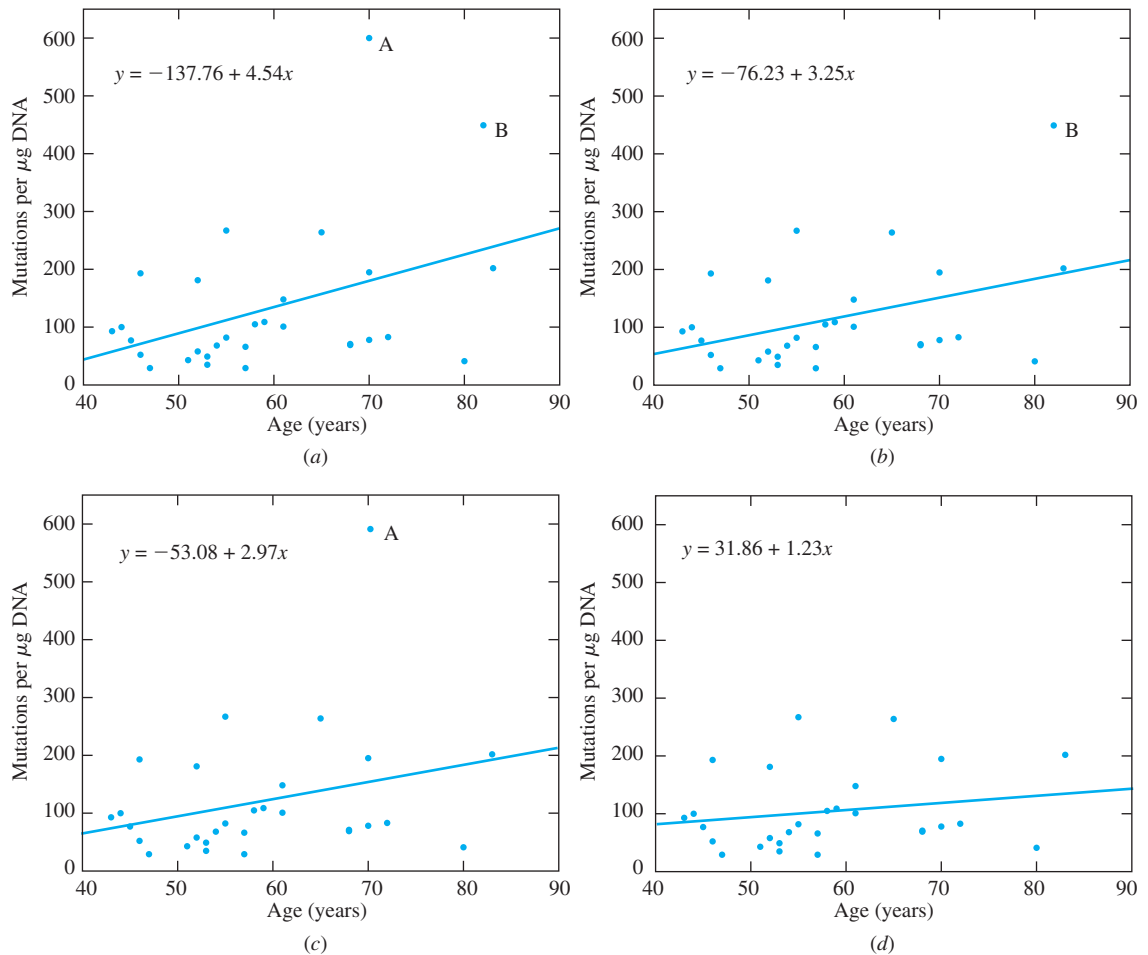 600
A
y = −137.76 + 4.54x
500
B
400
300
200
100
0
40 50 60 70 80 90
Mutations per μg DNA
Age (years)
(a)
600
y = −76.23 + 3.25x
500
B
400
300
200
100
0
40 50 60 70 80 90
Mutations per μg DNA
Age (years)
(b)
600
A
y = −53.08 + 2.97x
500
400
300
200
100
0
40 50 60 70 80 90
Mutations per μg DNA
Age (years)
(c)
600
y = 31.86 + 1.23x
500
400
300
200
100
0
40 50 60 70 80 90
Mutations per μg DNA
Age (years)
(d)